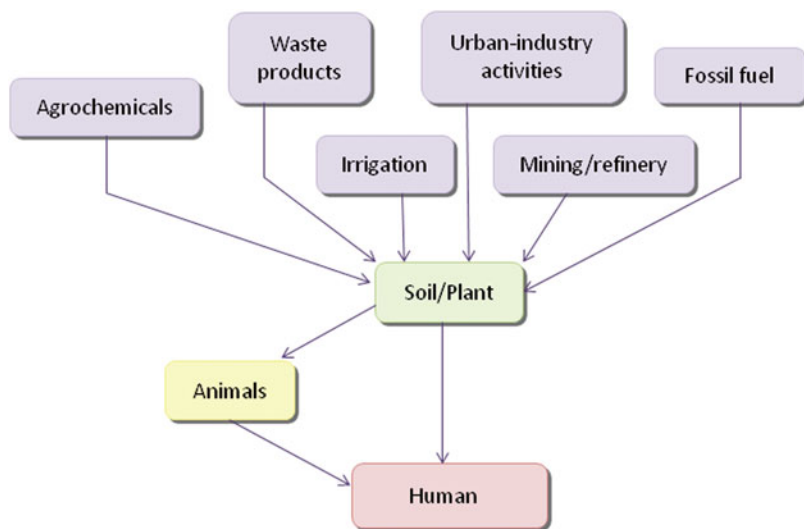 Waste
products
Urban-industry
activities
Fossil fuel
Agrochemicals
Irrigation
Mining/refinery
Soil/Plant
Animals
Human